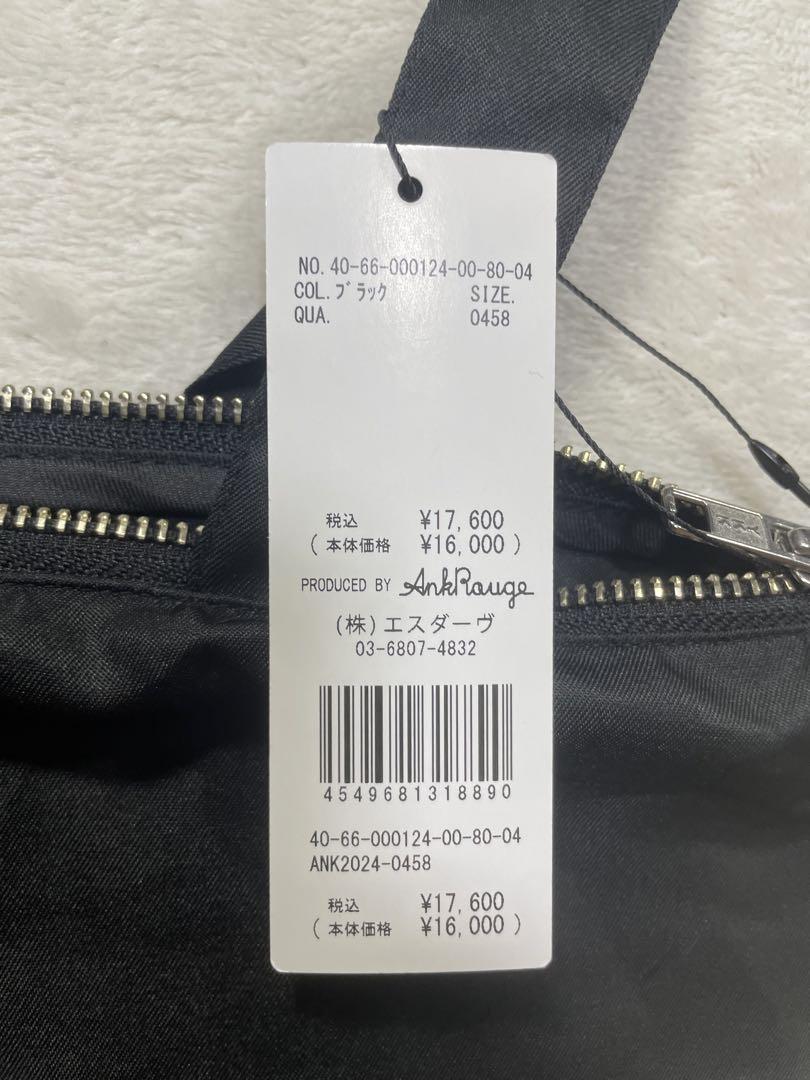 NO. 40-66-000124-00-80-04
COL. ﾌﾞﾗｯｸ SIZE.
QUA. 0458
税込 ¥17,600
( 本体価格 ¥16,000 )
PRODUCED BY AnkRouge
(株)エスダーヴ
03-6807-4832
4549681318890
40-66-000124-00-80-04
ANK2024-0458
税込 ¥17,600
( 本体価格 ¥16,000 )